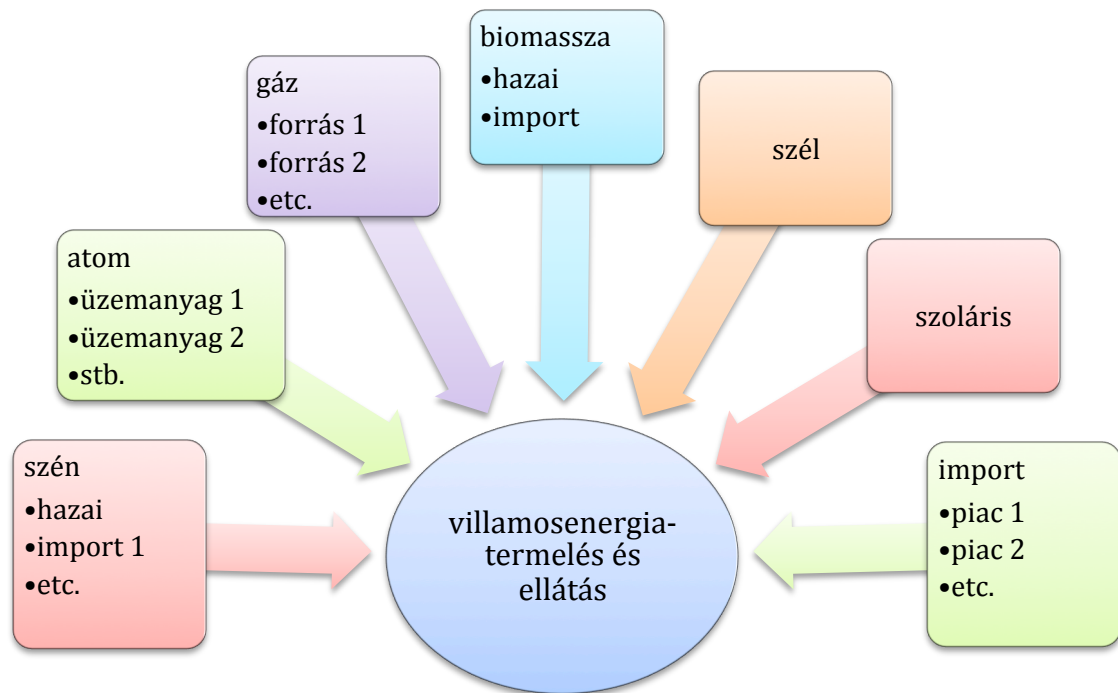 szén
•hazai
•import 1
•etc.
atom
•üzemanyag 1
•üzemanyag 2
•stb.
gáz
•forrás 1
•forrás 2
•etc.
biomassza
•hazai
•import
szél
szoláris
import
•piac 1
•piac 2
•etc.
villamosenergia-
termelés és
ellátás